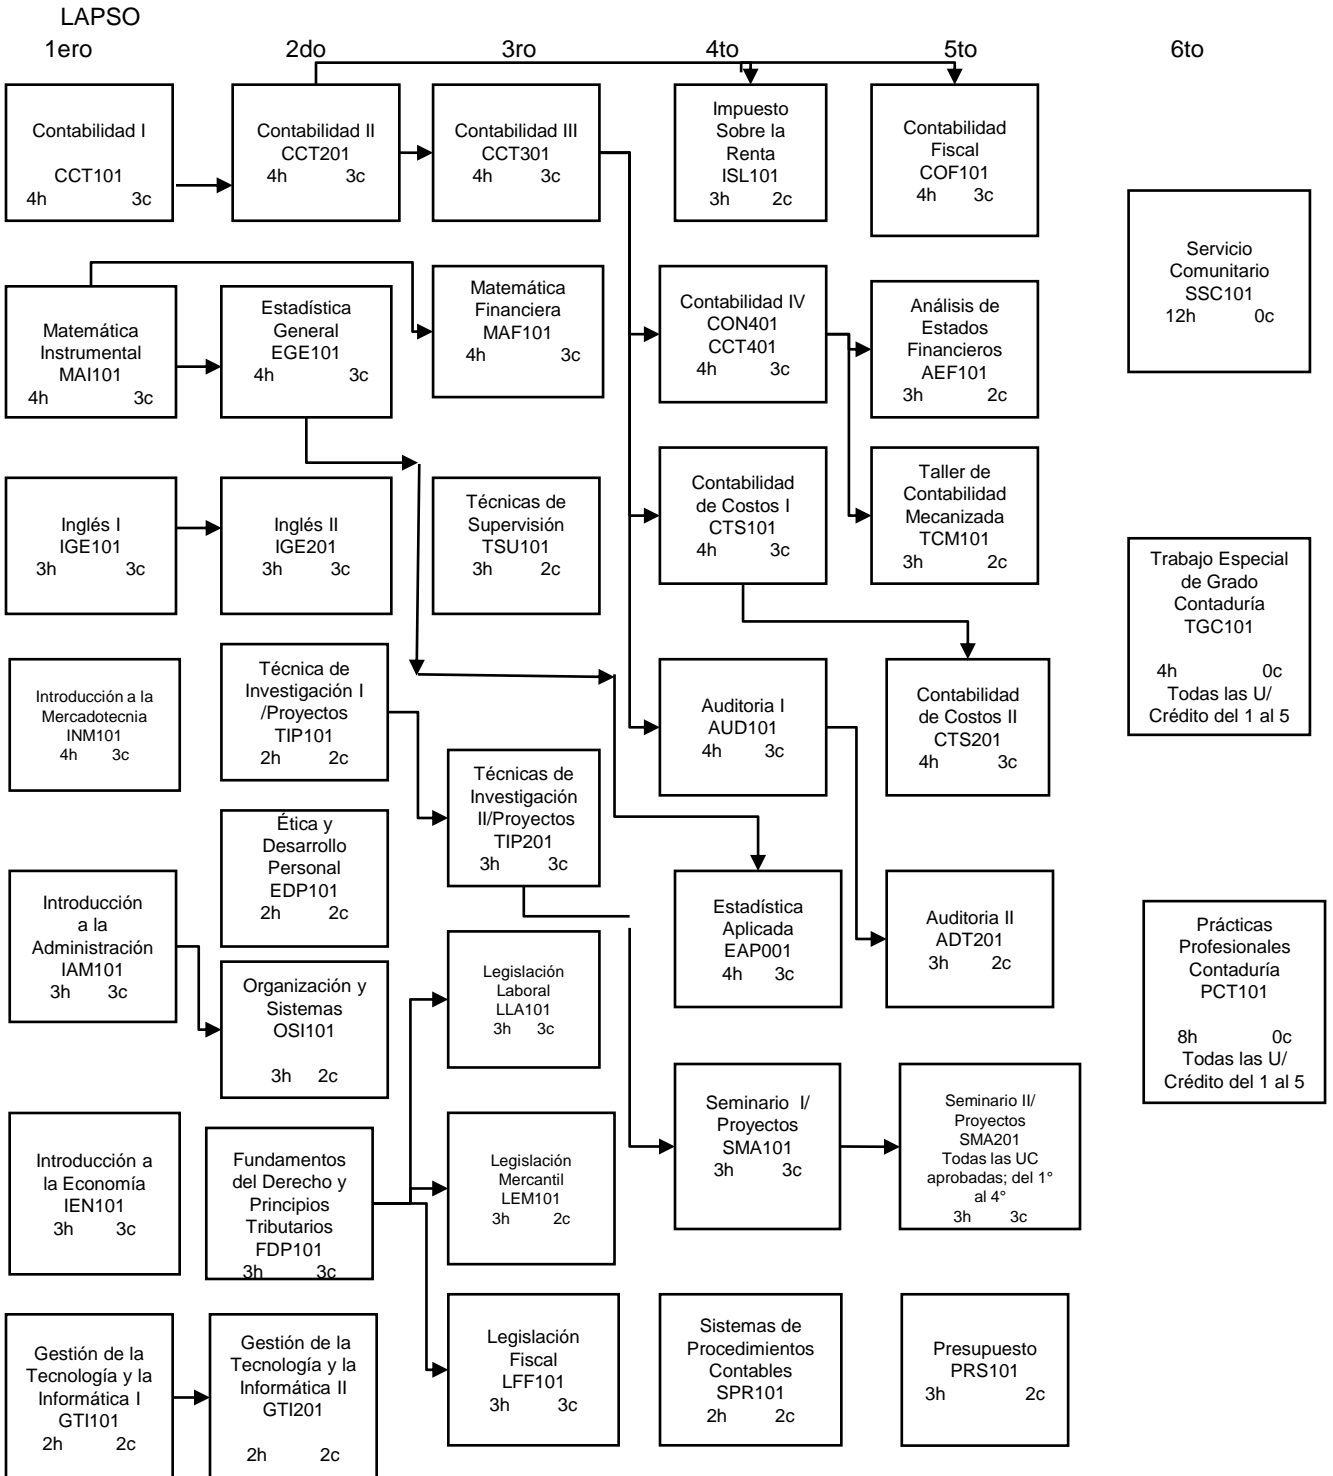 LAPSO
1ero 2do 3ro 4to 5to 6to
Contabilidad I
CCT101
4h 3c
Contabilidad II
CCT201
4h 3c
Contabilidad III
CCT301
4h 3c
Impuesto
Sobre la
Renta
ISL101
3h 2c
Contabilidad
Fiscal
COF101
4h 3c
Servicio
Comunitario
SSC101
12h 0c
Matemática
Instrumental
MAI101
4h 3c
Estadística
General
EGE101
4h 3c
Matemática
Financiera
MAF101
4h 3c
Contabilidad IV
CON401
CCT401
4h 3c
Análisis de
Estados
Financieros
AEF101
3h 2c
Inglés I
IGE101
3h 3c
Inglés II
IGE201
3h 3c
Técnicas de
Supervisión
TSU101
3h 2c
Contabilidad
de Costos I
CTS101
4h 3c
Taller de
Contabilidad
Mecanizada
TCM101
3h 2c
Trabajo Especial
de Grado
Contaduría
TGC101
4h 0c
Todas las U/
Crédito del 1 al 5
Introducción a la
Mercadotecnia
INM101
4h 3c
Técnica de
Investigación I
/Proyectos
TIP101
2h 2c
Técnicas de
Investigación
II/Proyectos
TIP201
3h 3c
Auditoria I
AUD101
4h 3c
Contabilidad
de Costos II
CTS201
4h 3c
Ética y
Desarrollo
Personal
EDP101
2h 2c
Introducción
a la
Administración
IAM101
3h 3c
Organización y
Sistemas
OSI101
3h 2c
Legislación
Laboral
LLA101
3h 3c
Estadística
Aplicada
EAP001
4h 3c
Auditoria II
ADT201
3h 2c
Prácticas
Profesionales
Contaduría
PCT101
8h 0c
Todas las U/
Crédito del 1 al 5
Introducción a
la Economía
IEN101
3h 3c
Fundamentos
del Derecho y
Principios
Tributarios
FDP101
3h 3c
Legislación
Mercantil
LEM101
3h 2c
Seminario I/
Proyectos
SMA101
3h 3c
Seminario II/
Proyectos
SMA201
Todas las UC
aprobadas; del 1°
al 4°
3h 3c
Gestión de la
Tecnología y la
Informática I
GTI101
2h 2c
Gestión de la
Tecnología y la
Informática II
GTI201
2h 2c
Legislación
Fiscal
LFF101
3h 3c
Sistemas de
Procedimientos
Contables
SPR101
2h 2c
Presupuesto
PRS101
3h 2c